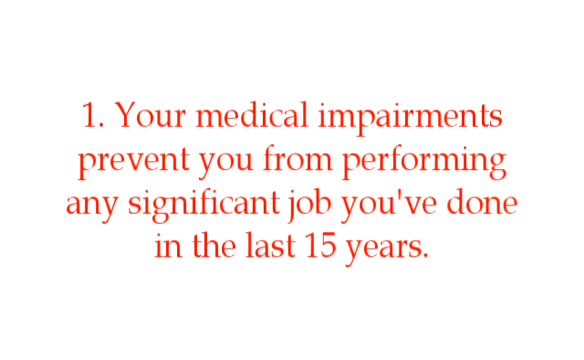 1. Your medical impairments
prevent you from performing
any significant job you've done
in the last 15 years.